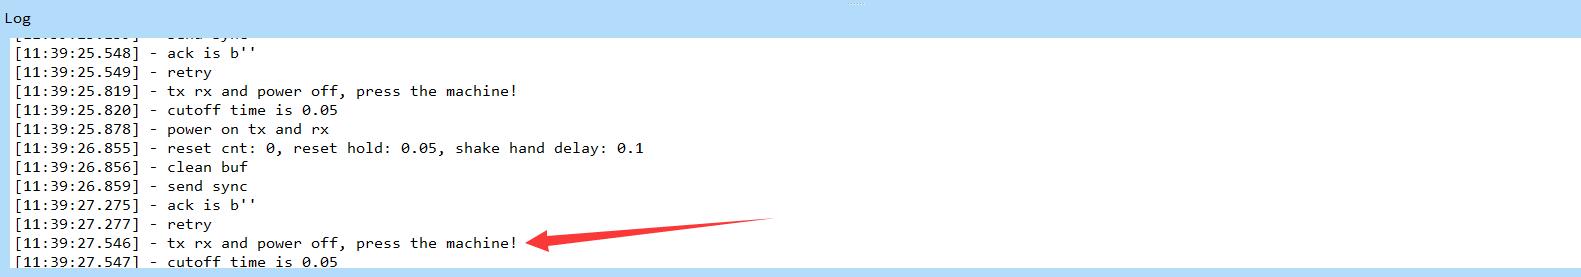 Log
[11:39:25.548] - ack is b''
[11:39:25.549] - retry
[11:39:25.819] - tx rx and power off, press the machine!
[11:39:25.820] - cutoff time is 0.05
[11:39:25.878] - power on tx and rx
[11:39:26.855] - reset cnt: 0, reset hold: 0.05, shake hand delay: 0.1
[11:39:26.856] - clean buf
[11:39:26.859] - send sync
[11:39:27.275] - ack is b''
[11:39:27.277] - retry
[11:39:27.546] - tx rx and power off, press the machine!
[11:39:27.547] - cutoff time is 0.05